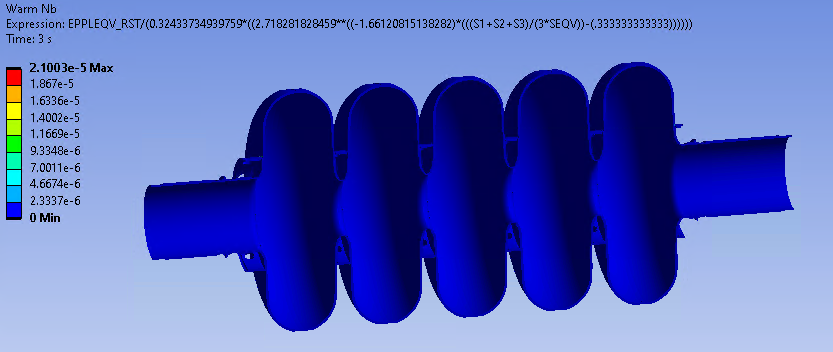 Warm Nb
Expression: EPPLEQV_RST/(0.32433734939759*((2.718281828459**((-1.66120815138282)*(((S1+S2+S3)/(3*SEQV))-(.333333333333))))))
Time: 3 s
2.1003e-5 Max
1.867e-5
1.6336e-5
1.4002e-5
1.1669e-5
9.3348e-6
7.0011e-6
4.6674e-6
2.3337e-6
0 Min